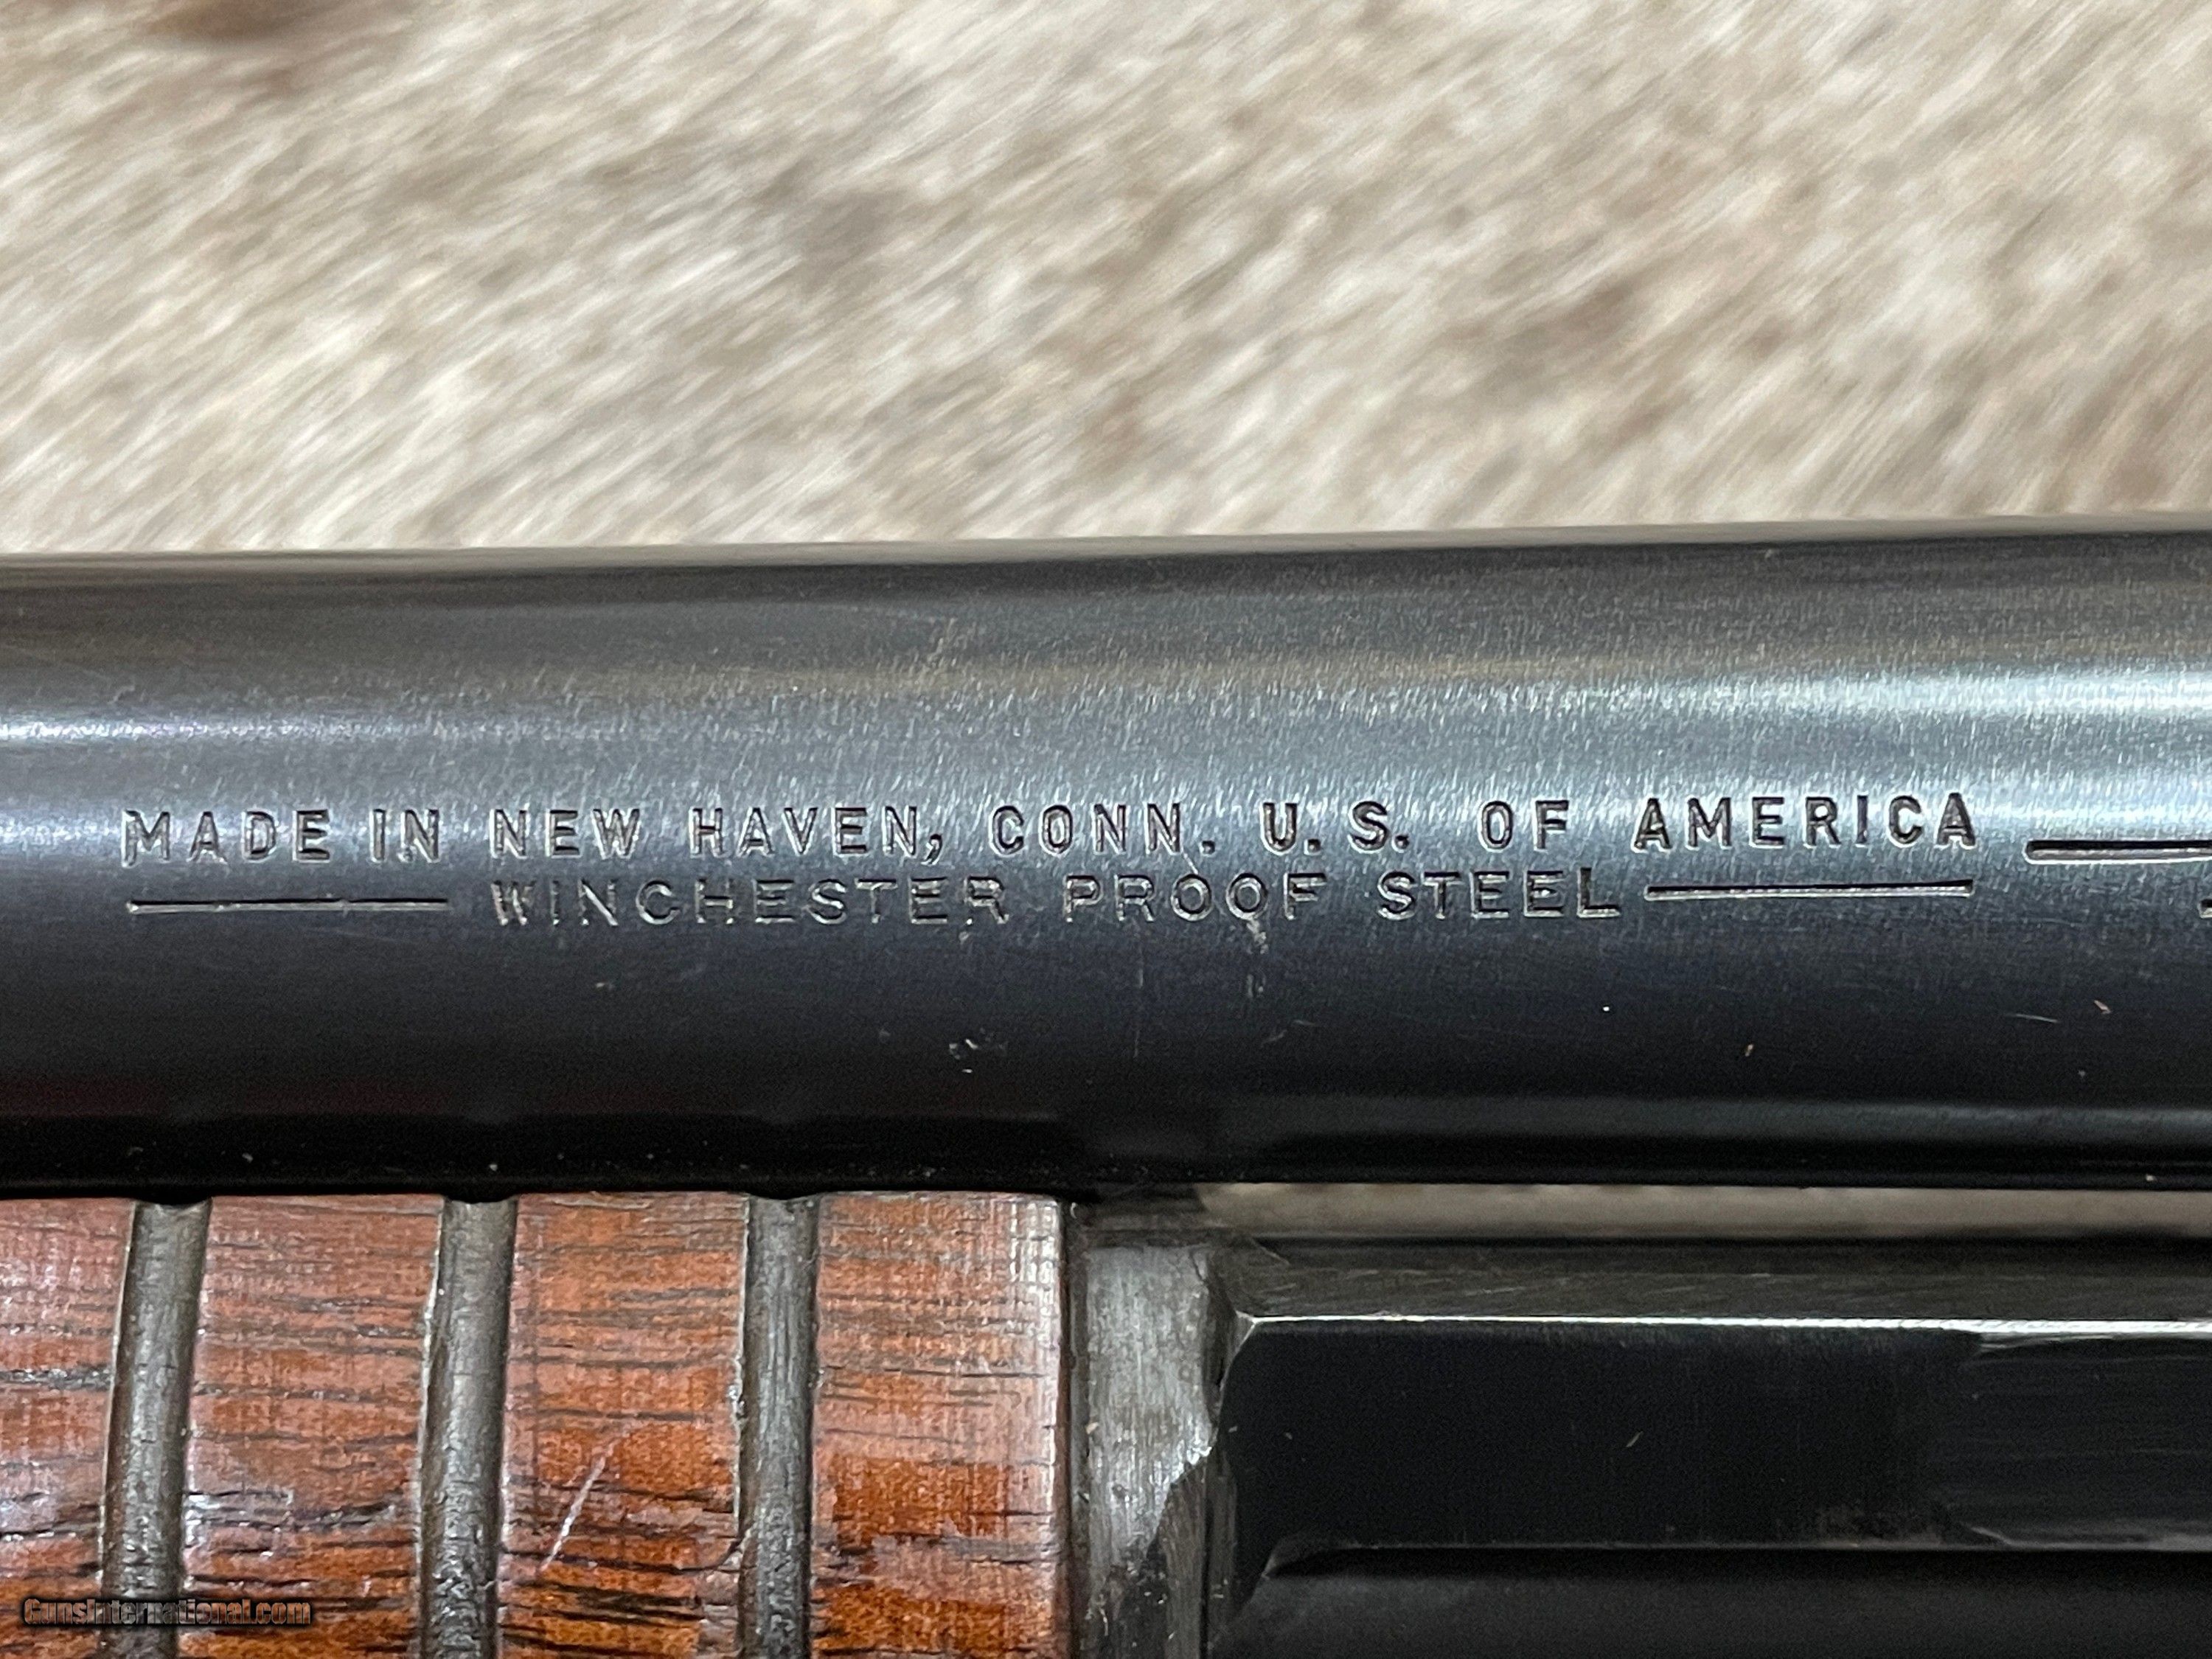 MADE IN NEW HAVEN, CONN. U.S. OF AMERICA
WINCHESTER PROOF STEEL
GunsInternational.com